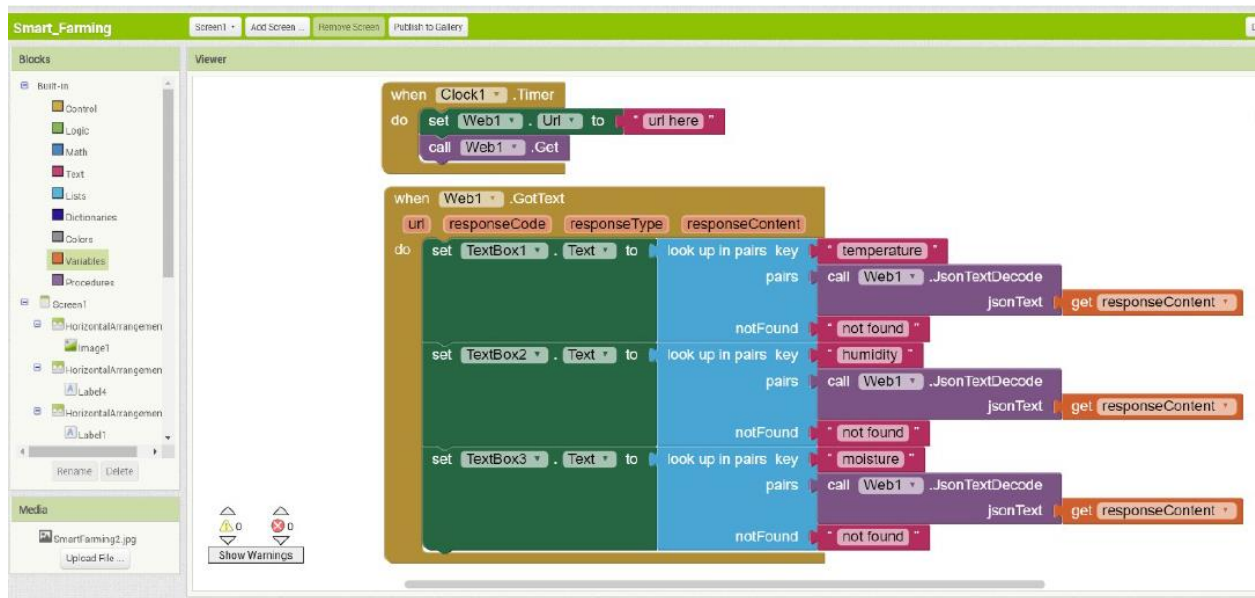 Smart_Farming
Screen1
Add Screen ...
Remove Screen
Publish to Gallery
Blocks
Viewer
Built-in
Control
Logic
Math
Text
Lists
Dictionaries
Colors
Variables
Procedures
Screen1
HorizontalArrangemen
Image1
HorizontalArrangemen
Label4
HorizontalArrangemen
Label1
Rename Delete
Media
SmartFarming2.jpg
Upload File ...
when Clock1 .Timer
do set Web1 . Url to " url here "
call Web1 .Get
when Web1 .GotText
url responseCode responseType responseContent
do set TextBox1 . Text to look up in pairs key " temperature "
pairs call Web1 .JsonTextDecode
jsonText get responseContent
notFound " not found "
set TextBox2 . Text to look up in pairs key " humidity "
pairs call Web1 .JsonTextDecode
jsonText get responseContent
notFound " not found "
set TextBox3 . Text to look up in pairs key " moisture "
pairs call Web1 .JsonTextDecode
jsonText get responseContent
notFound " not found "
0 0
Show Warnings